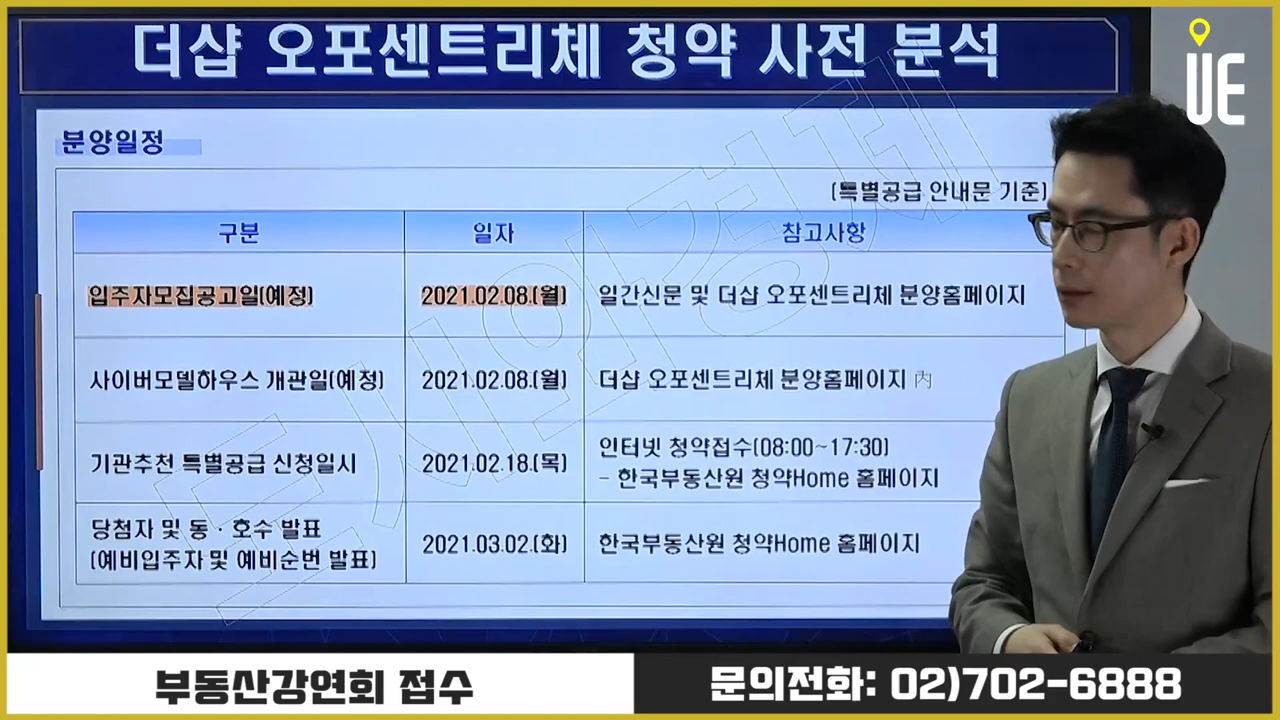 더샵 오포센트리체 청약 사전 분석
UE
분양일정
(특별공급 안내문 기준)
구분 일자 참고사항
입주자모집공고일(예정) 2021.02.08.(월) 일간신문 및 더샵 오포센트리체 분양홈페이지
사이버모델하우스 개관일(예정) 2021.02.08.(월) 더샵 오포센트리체 분양홈페이지 內
기관추천 특별공급 신청일시 2021.02.18.(목) 인터넷 청약접수(08:00~17:30)
- 한국부동산원 청약Home 홈페이지
당첨자 및 동·호수 발표 2021.03.02.(화) 한국부동산원 청약Home 홈페이지
(예비입주자 및 예비순번 발표)
도시와경제
부동산강연회 접수 문의전화: 02)702-6888